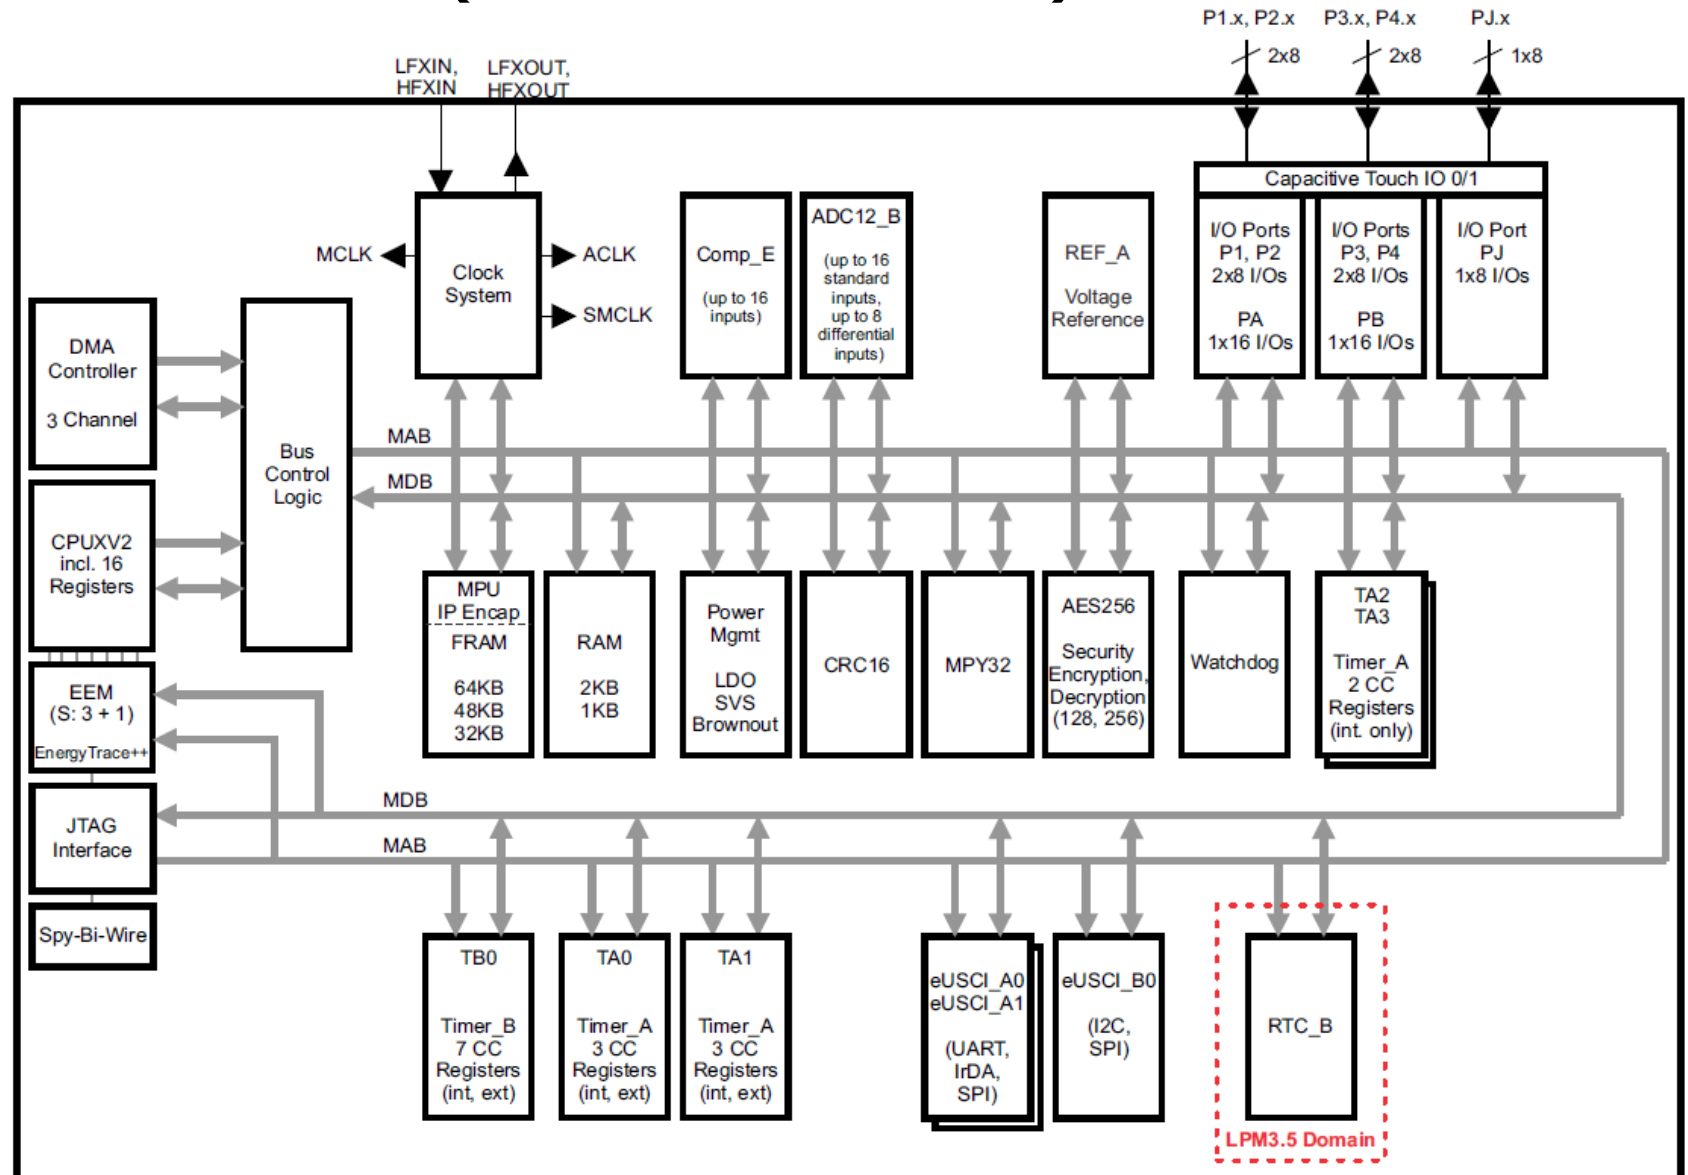 P1.x, P2.x
P3.x, P4.x
PJ.x
2x8
2x8
1x8
LFXIN,
HFXIN
LFXOUT,
HFXOUT
Capacitive Touch IO 0/1
MCLK
Clock
System
ACLK
SMCLK
Comp_E
(up to 16
inputs)
ADC12_B
(up to 16
standard
inputs,
up to 8
differential
inputs)
REF_A
Voltage
Reference
I/O Ports
P1, P2
2x8 I/Os
PA
1x16 I/Os
I/O Ports
P3, P4
2x8 I/Os
PB
1x16 I/Os
I/O Port
PJ
1x8 I/Os
DMA
Controller
3 Channel
Bus
Control
Logic
MAB
MDB
CPUXV2
incl. 16
Registers
MPU
IP Encap
FRAM
64KB
48KB
32KB
RAM
2KB
1KB
Power
Mgmt
LDO
SVS
Brownout
CRC16
MPY32
AES256
Security
Encryption,
Decryption
(128, 256)
Watchdog
TA2
TA3
Timer_A
2 CC
Registers
(int. only)
EEM
(S: 3 + 1)
EnergyTrace++
MDB
MAB
JTAG
Interface
Spy-Bi-Wire
TB0
Timer_B
7 CC
Registers
(int, ext)
TA0
Timer_A
3 CC
Registers
(int, ext)
TA1
Timer_A
3 CC
Registers
(int, ext)
eUSCI_A0
eUSCI_A1
(UART,
IrDA,
SPI)
eUSCI_B0
(I2C,
SPI)
RTC_B
LPM3.5 Domain